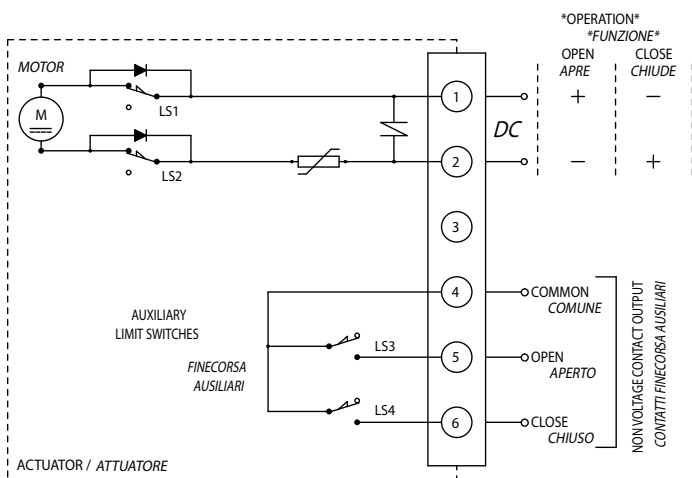 *OPERATION*
*FUNZIONE*
OPEN CLOSE
APRE CHIUDE
MOTOR
M
LS1
1
+ −
DC
LS2
2
− +
3
4
COMMON
COMUNE
AUXILIARY
LIMIT SWITCHES
FINECORSA
AUSILIARI
LS3
5
OPEN
APERTO
LS4
6
CLOSE
CHIUSO
NON VOLTAGE CONTACT OUTPUT
CONTATTI FINECORSA AUSILIARI
ACTUATOR / ATTUATORE